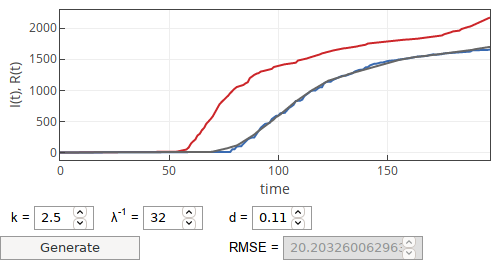 2000
1500
1000
500
0
I(t), R(t)
0 50 100 150
time
k = 2.5 λ⁻¹ = 32 d = 0.11
Generate RMSE = 20.203260062963